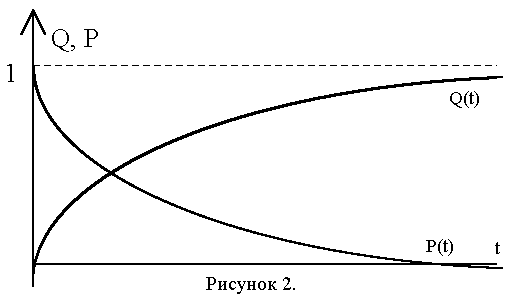 Q, P
1
Q(t)
P(t)
t
Рисунок 2.